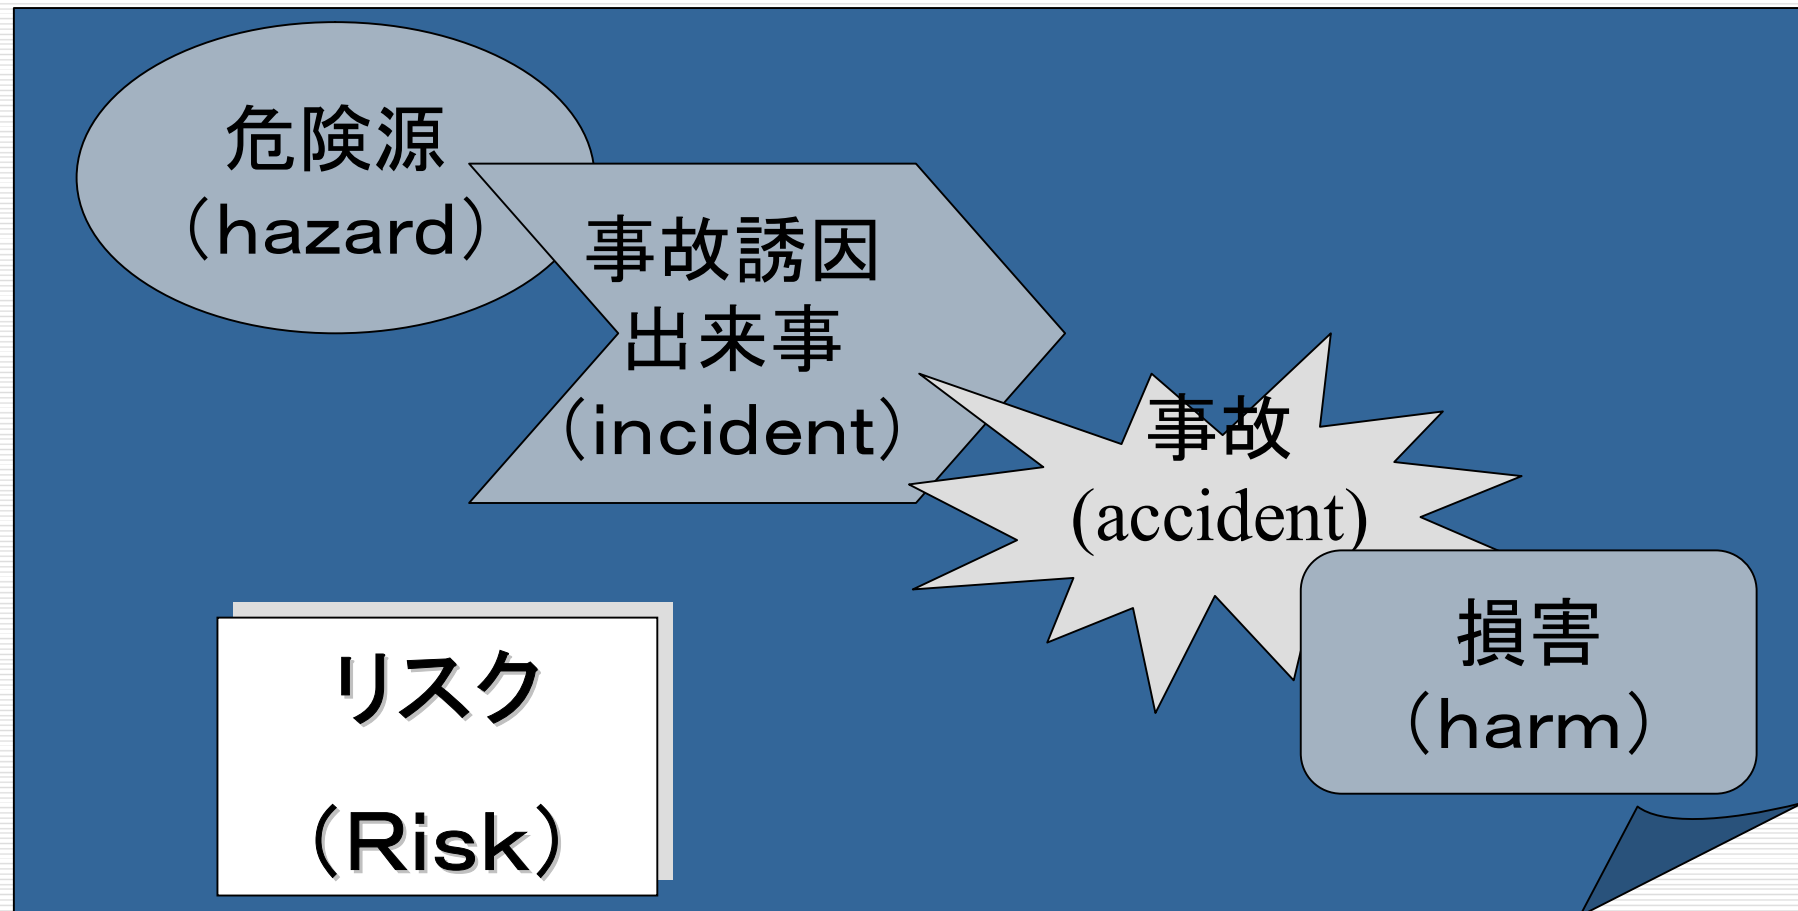 危険源
（hazard）
事故誘因
出来事
（incident）
事故
(accident)
損害
（harm）
リスク
（Risk）